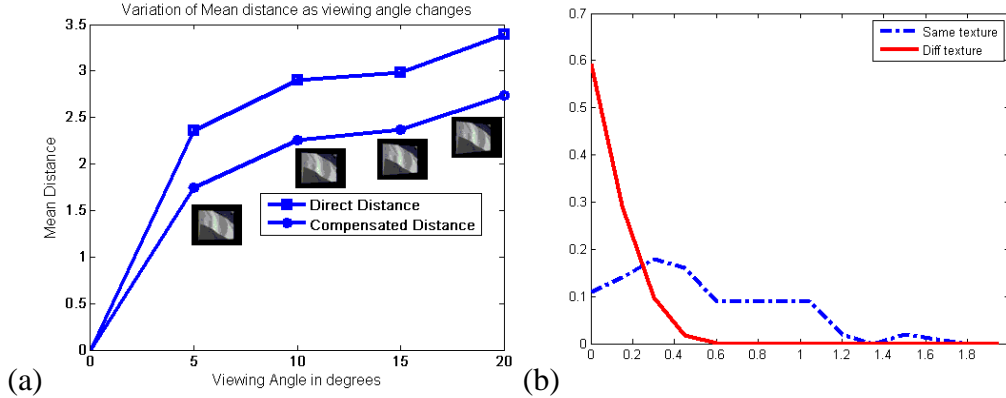 Variation of Mean distance as viewing angle changes
3.5
3
2.5
2
1.5
1
0.5
0
Mean Distance
Direct Distance
Compensated Distance
0 5 10 15 20
Viewing Angle in degrees
(a)
0.7
0.6
0.5
0.4
0.3
0.2
0.1
0
Same texture
Diff texture
0 0.2 0.4 0.6 0.8 1 1.2 1.4 1.6 1.8
(b)